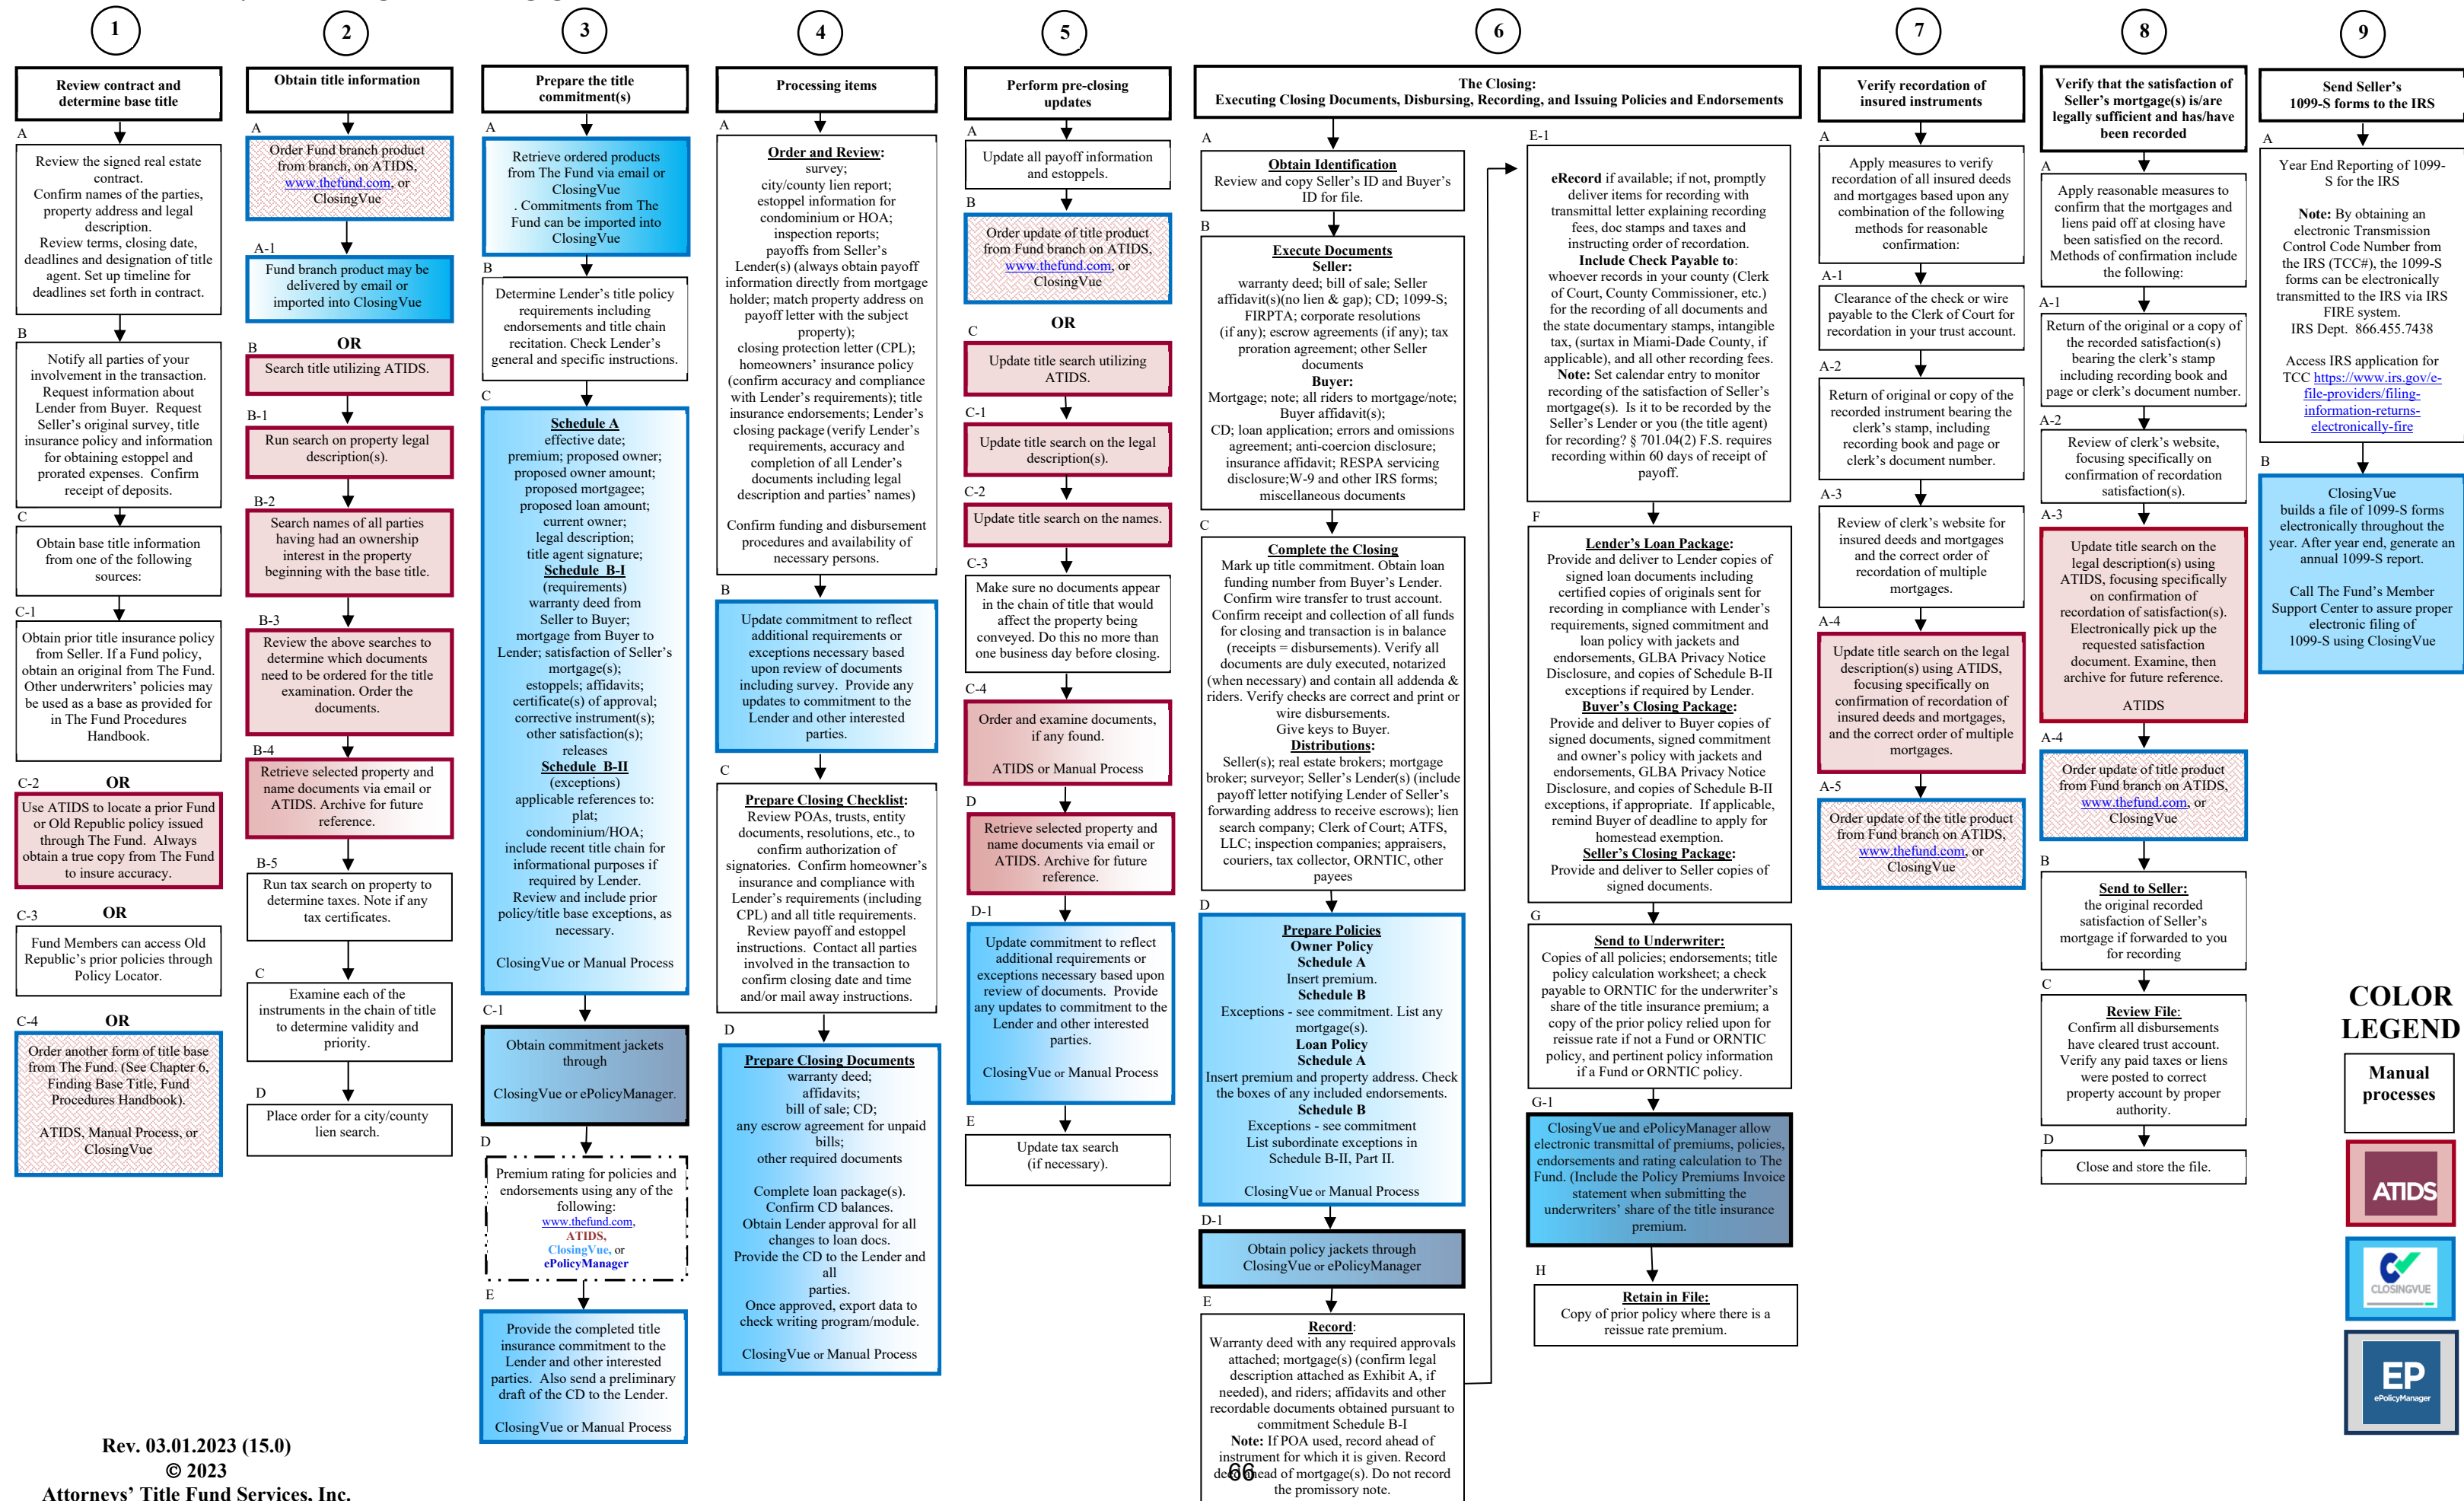 1
Review contract and
determine base title
A
Review the signed real estate
contract.
Confirm names of the parties,
property address and legal
description.
Review terms, closing date,
deadlines and designation of title
agent. Set up timeline for
deadlines set forth in contract.
B
Notify all parties of your
involvement in the transaction.
Request information about
Lender from Buyer. Request
Seller's original survey, title
insurance policy and information
for obtaining estoppel and
prorated expenses. Confirm
receipt of deposits.
C
Obtain base title information
from one of the following
sources:
C-1
Obtain prior title insurance policy
from Seller. If a Fund policy,
obtain an original from The Fund.
Other underwriters' policies may
be used as a base as provided for
in The Fund Procedures
Handbook.
C-2 OR
Use ATIDS to locate a prior Fund
or Old Republic policy issued
through The Fund. Always
obtain a true copy from The Fund
to insure accuracy.
C-3 OR
Fund Members can access Old
Republic's prior policies through
Policy Locator.
C-4 OR
Order another form of title base
from The Fund. (See Chapter 6,
Finding Base Title, Fund
Procedures Handbook).
ATIDS, Manual Process, or
ClosingVue
2
Obtain title information
A
Order Fund branch product
from branch, on ATIDS,
www.thefund.com, or
ClosingVue
A-1
Fund branch product may be
delivered by email or
imported into ClosingVue
B OR
Search title utilizing ATIDS.
B-1
Run search on property legal
description(s).
B-2
Search names of all parties
having had an ownership
interest in the property
beginning with the base title.
B-3
Review the above searches to
determine which documents
need to be ordered for the title
examination. Order the
documents.
B-4
Retrieve selected property and
name documents via email or
ATIDS. Archive for future
reference.
B-5
Run tax search on property to
determine taxes. Note if any
tax certificates.
C
Examine each of the
instruments in the chain of title
to determine validity and
priority.
D
Place order for a city/county
lien search.
3
Prepare the title
commitment(s)
A
Retrieve ordered products
from The Fund via email or
ClosingVue
. Commitments from The
Fund can be imported into
ClosingVue
B
Determine Lender's title policy
requirements including
endorsements and title chain
recitation. Check Lender's
general and specific instructions.
C
Schedule A
effective date;
premium; proposed owner;
proposed owner amount;
proposed mortgagee;
proposed loan amount;
current owner;
legal description;
title agent signature;
Schedule B-I
(requirements)
warranty deed from
Seller to Buyer;
mortgage from Buyer to
Lender; satisfaction of Seller's
mortgage(s);
estoppels; affidavits;
certificate(s) of approval;
corrective instrument(s);
other satisfaction(s);
releases
Schedule B-II
(exceptions)
applicable references to:
plat;
condominium/HOA;
include recent title chain for
informational purposes if
required by Lender.
Review and include prior
policy/title base exceptions, as
necessary.
ClosingVue or Manual Process
C-1
Obtain commitment jackets
through
ClosingVue or ePolicyManager.
D
Premium rating for policies and
endorsements using any of the
following:
www.thefund.com,
ATIDS,
ClosingVue, or
ePolicyManager
E
Provide the completed title
insurance commitment to the
Lender and other interested
parties. Also send a preliminary
draft of the CD to the Lender.
ClosingVue or Manual Process
4
Processing items
A
Order and Review:
survey;
city/county lien report;
estoppel information for
condominium or HOA;
inspection reports;
payoffs from Seller's
Lender(s) (always obtain payoff
information directly from mortgage
holder; match property address on
payoff letter with the subject
property);
closing protection letter (CPL);
homeowners' insurance policy
(confirm accuracy and compliance
with Lender's requirements); title
insurance endorsements; Lender's
closing package (verify Lender's
requirements, accuracy and
completion of all Lender's
documents including legal
description and parties' names)
Confirm funding and disbursement
procedures and availability of
necessary persons.
B
Update commitment to reflect
additional requirements or
exceptions necessary based
upon review of documents
including survey. Provide any
updates to commitment to the
Lender and other interested
parties.
C
Prepare Closing Checklist:
Review POAs, trusts, entity
documents, resolutions, etc., to
confirm authorization of
signatories. Confirm homeowner's
insurance and compliance with
Lender's requirements (including
CPL) and all title requirements.
Review payoff and estoppel
instructions. Contact all parties
involved in the transaction to
confirm closing date and time
and/or mail away instructions.
D
Prepare Closing Documents
warranty deed;
affidavits;
bill of sale; CD;
any escrow agreement for unpaid
bills;
other required documents
Complete loan package(s).
Confirm CD balances.
Obtain Lender approval for all
changes to loan docs.
Provide the CD to the Lender and
all
parties.
Once approved, export data to
check writing program/module.
ClosingVue or Manual Process
5
Perform pre-closing
updates
A
Update all payoff information
and estoppels.
B
Order update of title product
from Fund branch on ATIDS,
www.thefund.com, or
ClosingVue
C OR
Update title search utilizing
ATIDS.
C-1
Update title search on the legal
description(s).
C-2
Update title search on the names.
C-3
Make sure no documents appear
in the chain of title that would
affect the property being
conveyed. Do this no more than
one business day before closing.
C-4
Order and examine documents,
if any found.
ATIDS or Manual Process
D
Retrieve selected property and
name documents via email or
ATIDS. Archive for future
reference.
D-1
Update commitment to reflect
additional requirements or
exceptions necessary based upon
review of documents. Provide
any updates to commitment to the
Lender and other interested
parties.
ClosingVue or Manual Process
E
Update tax search
(if necessary).
6
The Closing:
Executing Closing Documents, Disbursing, Recording, and Issuing Policies and Endorsements
A
Obtain Identification
Review and copy Seller's ID and Buyer's
ID for file.
B
Execute Documents
Seller:
warranty deed; bill of sale; Seller
affidavit(s)(no lien & gap); CD; 1099-S;
FIRPTA; corporate resolutions
(if any); escrow agreements (if any); tax
proration agreement; other Seller
documents
Buyer:
Mortgage; note; all riders to mortgage/note;
Buyer affidavit(s);
CD; loan application; errors and omissions
agreement; anti-coercion disclosure;
insurance affidavit; RESPA servicing
disclosure;W-9 and other IRS forms;
miscellaneous documents
C
Complete the Closing
Mark up title commitment. Obtain loan
funding number from Buyer's Lender.
Confirm wire transfer to trust account.
Confirm receipt and collection of all funds
for closing and transaction is in balance
(receipts = disbursements). Verify all
documents are duly executed, notarized
(when necessary) and contain all addenda &
riders. Verify checks are correct and print or
wire disbursements.
Give keys to Buyer.
Distributions:
Seller(s); real estate brokers; mortgage
broker; surveyor; Seller's Lender(s) (include
payoff letter notifying Lender of Seller's
forwarding address to receive escrows); lien
search company; Clerk of Court; ATFS,
LLC; inspection companies; appraisers,
couriers, tax collector, ORNTIC, other
payees
D
Prepare Policies
Owner Policy
Schedule A
Insert premium.
Schedule B
Exceptions - see commitment. List any
mortgage(s).
Loan Policy
Schedule A
Insert premium and property address. Check
the boxes of any included endorsements.
Schedule B
Exceptions - see commitment
List subordinate exceptions in
Schedule B-II, Part II.
ClosingVue or Manual Process
D-1
Obtain policy jackets through
ClosingVue or ePolicyManager
E
Record:
Warranty deed with any required approvals
attached; mortgage(s) (confirm legal
description attached as Exhibit A, if
needed), and riders; affidavits and other
recordable documents obtained pursuant to
commitment Schedule B-I
Note: If POA used, record ahead of
instrument for which it is given. Record
deed ahead of mortgage(s). Do not record
the promissory note.
E-1
eRecord if available; if not, promptly
deliver items for recording with
transmittal letter explaining recording
fees, doc stamps and taxes and
instructing order of recordation.
Include Check Payable to:
whoever records in your county (Clerk
of Court, County Commissioner, etc.)
for the recording of all documents and
the state documentary stamps, intangible
tax, (surtax in Miami-Dade County, if
applicable), and all other recording fees.
Note: Set calendar entry to monitor
recording of the satisfaction of Seller's
mortgage(s). Is it to be recorded by the
Seller's Lender or you (the title agent)
for recording? § 701.04(2) F.S. requires
recording within 60 days of receipt of
payoff.
F
Lender's Loan Package:
Provide and deliver to Lender copies of
signed loan documents including
certified copies of originals sent for
recording in compliance with Lender's
requirements, signed commitment and
loan policy with jackets and
endorsements, GLBA Privacy Notice
Disclosure, and copies of Schedule B-II
exceptions if required by Lender.
Buyer's Closing Package:
Provide and deliver to Buyer copies of
signed documents, signed commitment
and owner's policy with jackets and
endorsements, GLBA Privacy Notice
Disclosure, and copies of Schedule B-II
exceptions, if appropriate. If applicable,
remind Buyer of deadline to apply for
homestead exemption.
Seller's Closing Package:
Provide and deliver to Seller copies of
signed documents.
G
Send to Underwriter:
Copies of all policies; endorsements; title
policy calculation worksheet; a check
payable to ORNTIC for the underwriter's
share of the title insurance premium; a
copy of the prior policy relied upon for
reissue rate if not a Fund or ORNTIC
policy, and pertinent policy information
if a Fund or ORNTIC policy.
G-1
ClosingVue and ePolicyManager allow
electronic transmittal of premiums, policies,
endorsements and rating calculation to The
Fund. (Include the Policy Premiums Invoice
statement when submitting the
underwriters' share of the title insurance
premium.
H
Retain in File:
Copy of prior policy where there is a
reissue rate premium.
7
Verify recordation of
insured instruments
A
Apply measures to verify
recordation of all insured deeds
and mortgages based upon any
combination of the following
methods for reasonable
confirmation:
A-1
Clearance of the check or wire
payable to the Clerk of Court for
recordation in your trust account.
A-2
Return of original or copy of the
recorded instrument bearing the
clerk's stamp, including
recording book and page or
clerk's document number.
A-3
Review of clerk's website for
insured deeds and mortgages
and the correct order of
recordation of multiple
mortgages.
A-4
Update title search on the legal
description(s) using ATIDS,
focusing specifically on
confirmation of recordation of
insured deeds and mortgages,
and the correct order of multiple
mortgages.
A-5
Order update of the title product
from Fund branch on ATIDS,
www.thefund.com, or
ClosingVue
8
Verify that the satisfaction of
Seller's mortgage(s) is/are
legally sufficient and has/have
been recorded
A
Apply reasonable measures to
confirm that the mortgages and
liens paid off at closing have
been satisfied on the record.
Methods of confirmation include
the following:
A-1
Return of the original or a copy of
the recorded satisfaction(s)
bearing the clerk's stamp
including recording book and
page or clerk's document number.
A-2
Review of clerk's website,
focusing specifically on
confirmation of recordation
satisfaction(s).
A-3
Update title search on the
legal description(s) using
ATIDS, focusing specifically
on confirmation of
recordation of satisfaction(s).
Electronically pick up the
requested satisfaction
document. Examine, then
archive for future reference.
ATIDS
A-4
Order update of title product
from Fund branch on ATIDS,
www.thefund.com, or
ClosingVue
B
Send to Seller:
the original recorded
satisfaction of Seller's
mortgage if forwarded to you
for recording
C
Review File:
Confirm all disbursements
have cleared trust account.
Verify any paid taxes or liens
were posted to correct
property account by proper
authority.
D
Close and store the file.
9
Send Seller's
1099-S forms to the IRS
A
Year End Reporting of 1099-
S for the IRS
Note: By obtaining an
electronic Transmission
Control Code Number from
the IRS (TCC#), the 1099-S
forms can be electronically
transmitted to the IRS via IRS
FIRE system.
IRS Dept. 866.455.7438
Access IRS application for
TCC https://www.irs.gov/e-
file-providers/filing-
information-returns-
electronically-fire
B
ClosingVue
builds a file of 1099-S forms
electronically throughout the
year. After year end, generate an
annual 1099-S report.
Call The Fund's Member
Support Center to assure proper
electronic filing of
1099-S using ClosingVue
COLOR
LEGEND
Manual
processes
ATIDS
CLOSINGVUE
EP
ePolicyManager
Rev. 03.01.2023 (15.0)
© 2023
Attorneys' Title Fund Services, Inc.
66